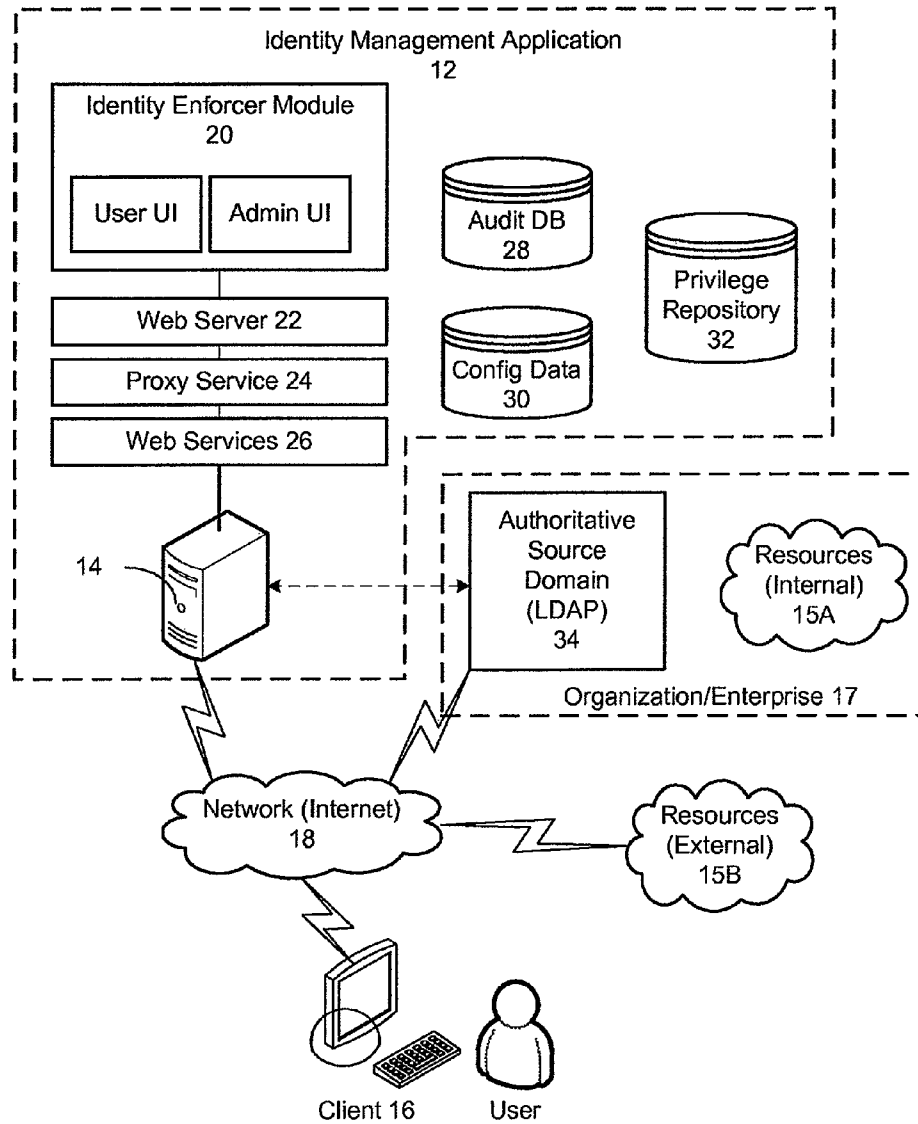 Identity Management Application
12
Identity Enforcer Module
20
User UI
Admin UI
Audit DB
28
Privilege
Repository
32
Web Server 22
Config Data
30
Proxy Service 24
Web Services 26
14
Authoritative
Source
Domain
(LDAP)
34
Resources
(Internal)
15A
Organization/Enterprise 17
Network (Internet)
18
Resources
(External)
15B
Client 16
User